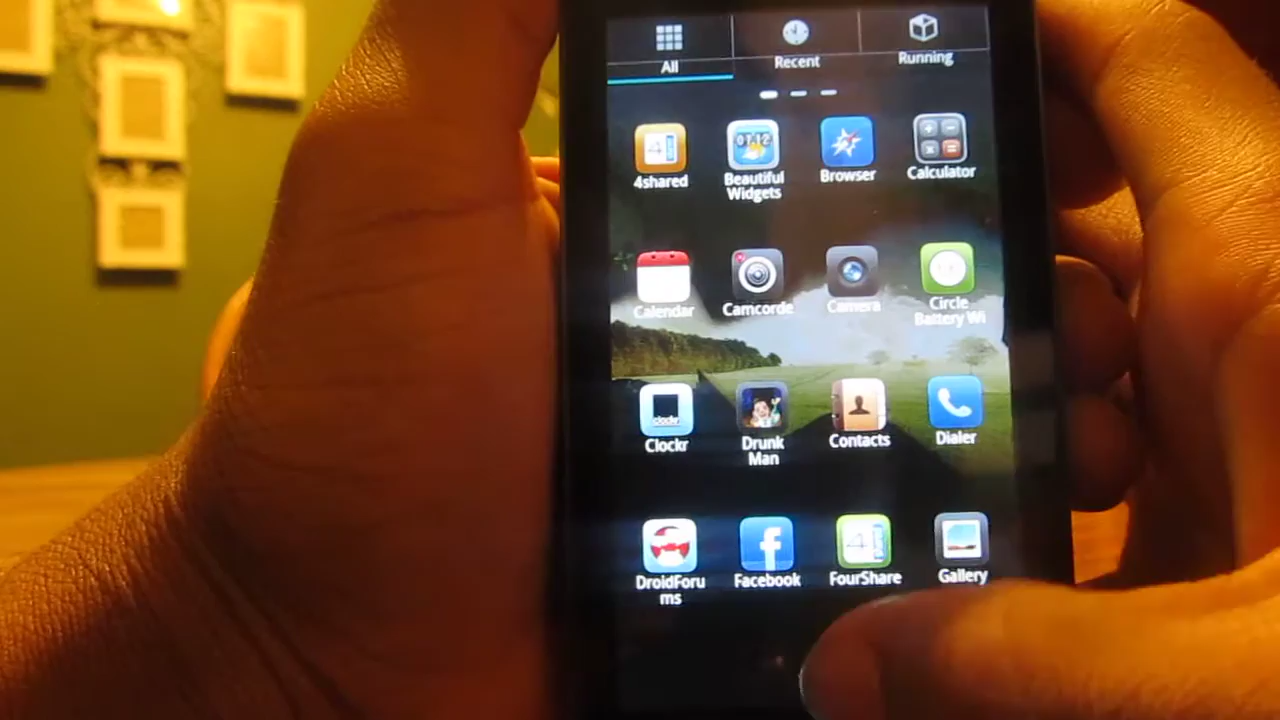 All
Recent
Running
4shared
Beautiful
Widgets
Browser
Calculator
Calendar
Camcorde
Camera
Circle
Battery Wi
Clockr
Drunk
Man
Contacts
Dialer
DroidForu
ms
Facebook
FourShare
Gallery